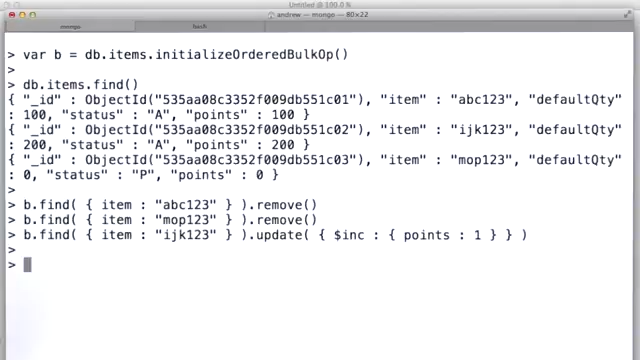 Untitled @ 100.0 %
andrew — mongo — 80×22
mongo
bash
> var b = db.items.initializeOrderedBulkOp()
>
> db.items.find()
{ "_id" : ObjectId("535aa08c3352f009db551c01"), "item" : "abc123", "defaultQty"
: 100, "status" : "A", "points" : 100 }
{ "_id" : ObjectId("535aa08c3352f009db551c02"), "item" : "ijk123", "defaultQty"
: 200, "status" : "A", "points" : 200 }
{ "_id" : ObjectId("535aa08c3352f009db551c03"), "item" : "mop123", "defaultQty"
: 0, "status" : "P", "points" : 0 }
>
> b.find( { item : "abc123" } ).remove()
> b.find( { item : "mop123" } ).remove()
> b.find( { item : "ijk123" } ).update( { $inc : { points : 1 } } )
>
>